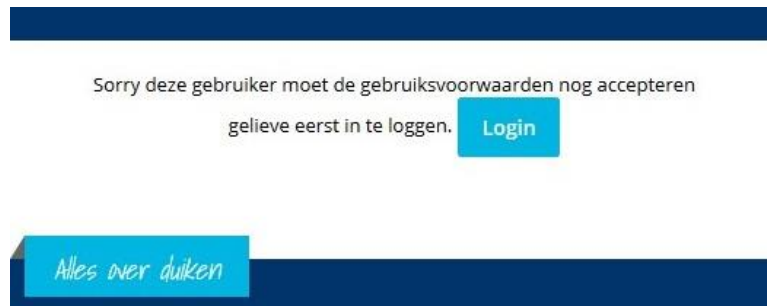 Sorry deze gebruiker moet de gebruiksvoorwaarden nog accepteren
gelieve eerst in te loggen. Login
Alles over duiken